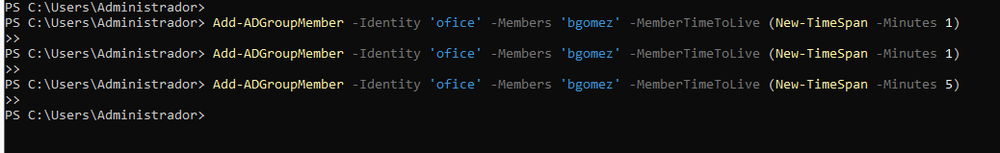 PS C:\Users\Administrador>
PS C:\Users\Administrador> Add-ADGroupMember -Identity 'ofice' -Members 'bgomez' -MemberTimeToLive (New-TimeSpan -Minutes 1)
>>
PS C:\Users\Administrador> Add-ADGroupMember -Identity 'ofice' -Members 'bgomez' -MemberTimeToLive (New-TimeSpan -Minutes 1)
>>
PS C:\Users\Administrador> Add-ADGroupMember -Identity 'ofice' -Members 'bgomez' -MemberTimeToLive (New-TimeSpan -Minutes 5)
>>
PS C:\Users\Administrador>